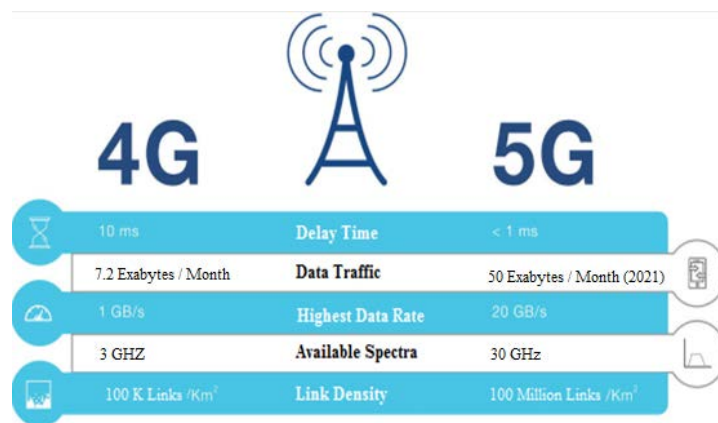 4G 5G
10 ms Delay Time < 1 ms
7.2 Exabytes / Month Data Traffic 50 Exabytes / Month (2021)
1 GB/s Highest Data Rate 20 GB/s
3 GHZ Available Spectra 30 GHz
100 K Links /Km² Link Density 100 Million Links /Km²